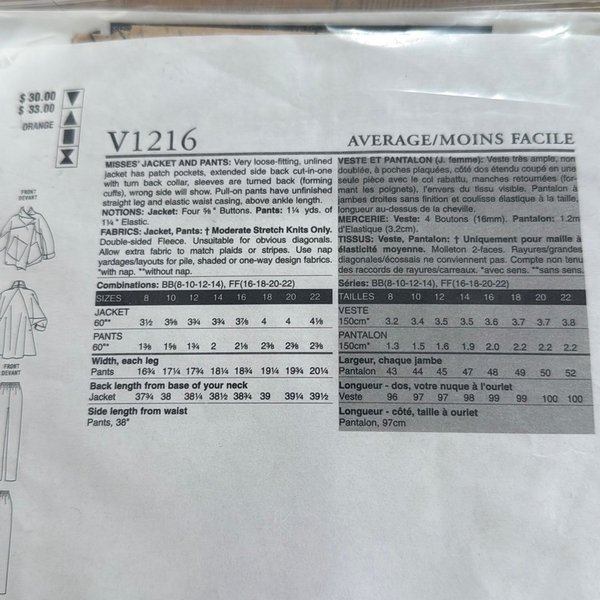 $ 30.00
$ 33.00
ORANGE
V1216
AVERAGE/MOINS FACILE
MISSES' JACKET AND PANTS: Very loose-fitting, unlined
jacket has patch pockets, extended side back cut-in-one
with turn back collar, sleeves are turned back (forming
cuffs), wrong side will show. Pull-on pants have unfinished
straight leg and elastic waist casing, above ankle length.
NOTIONS: Jacket: Four ⅝" Buttons. Pants: 1¼ yds. of
1¼" Elastic.
FABRICS: Jacket, Pants: † Moderate Stretch Knits Only.
Double-sided Fleece. Unsuitable for obvious diagonals.
Allow extra fabric to match plaids or stripes. Use nap
yardages/layouts for pile, shaded or one-way design fabrics.
*with nap. **without nap.
Combinations: BB(8-10-12-14), FF(16-18-20-22)
SIZES 8 10 12 14 16 18 20 22
JACKET
60"* 3½ 3⅝ 3¾ 3¾ 3⅞ 4 4 4⅛
PANTS
60"* 1⅜ 1⅝ 1¾ 2 2⅛ 2⅜ 2⅜ 2⅜
Width, each leg
Pants 16¾ 17¼ 17¾ 18¼ 18¾ 19¼ 19¾ 20¼
Back length from base of your neck
Jacket 37¾ 38 38¼ 38½ 38¾ 39 39¼ 39½
Side length from waist
Pants, 38"
VESTE ET PANTALON (J. femme): Veste très ample, non
doublée, à poches plaquées, côté dos étendu coupé en une
seule pièce avec le col rabattu, manches retournées (for-
mant les poignets), l'envers du tissu visible. Pantalon à
jambes droites sans finition et coulisse élastique à la taille,
longueur au-dessus de la cheville.
MERCERIE: Veste: 4 Boutons (16mm). Pantalon: 1.2m
d'Elastique (3.2cm).
TISSUS: Veste, Pantalon: † Uniquement pour maille à
élasticité moyenne. Molleton 2-faces. Rayures/grandes
diagonales/écossais ne conviennent pas. Compte non tenu
des raccords de rayures/carreaux. *avec sens. **sans sens.
Séries: BB(8-10-12-14), FF(16-18-20-22)
TAILLES 8 10 12 14 16 18 20 22
VESTE
150cm* 3.2 3.4 3.5 3.5 3.6 3.7 3.7 3.8
PANTALON
150cm* 1.3 1.5 1.6 1.9 2.0 2.2 2.2 2.2
Largeur, chaque jambe
Pantalon 43 44 45 47 48 49 50 52
Longueur - dos, votre nuque à l'ourlet
Veste 96 97 97 98 99 99 100 100
Longueur - côté, taille à ourlet
Pantalon, 97cm
FRONT
DEVANT
FRONT
DEVANT